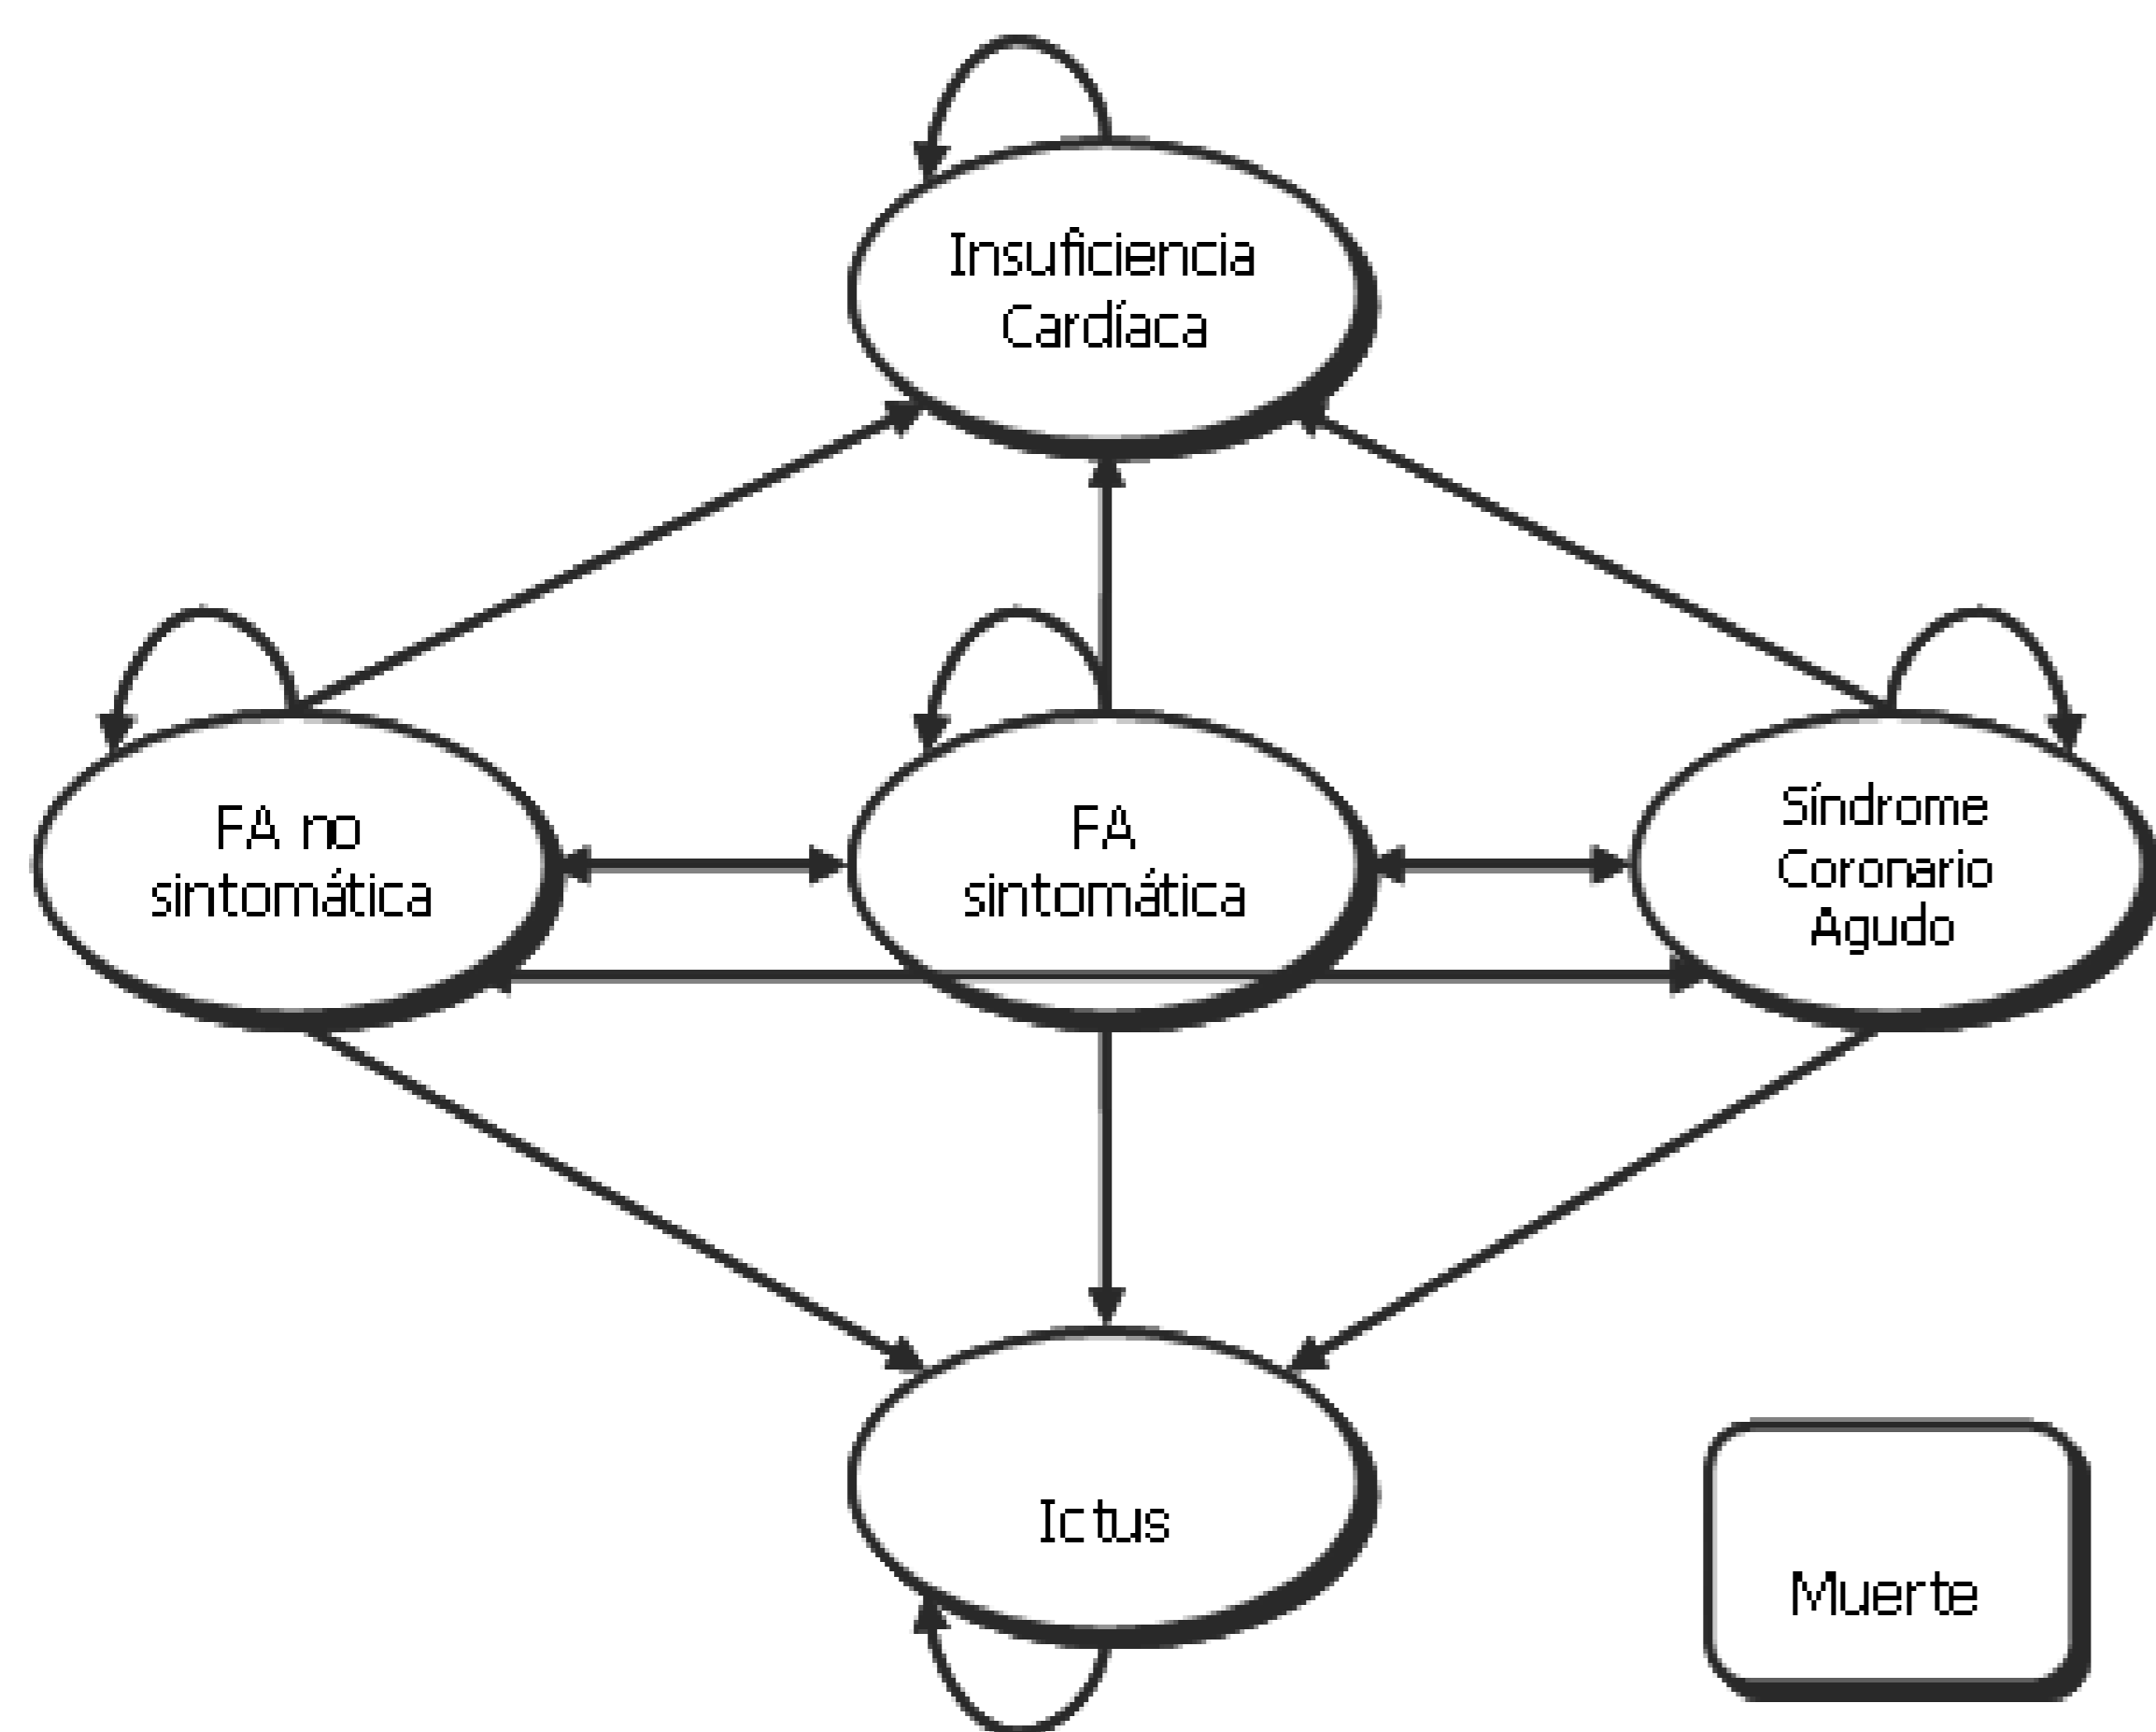 Insuficiencia
Cardíaca
FA no
sintomática
FA
sintomática
Síndrome
Coronario
Agudo
Ictus
Muerte